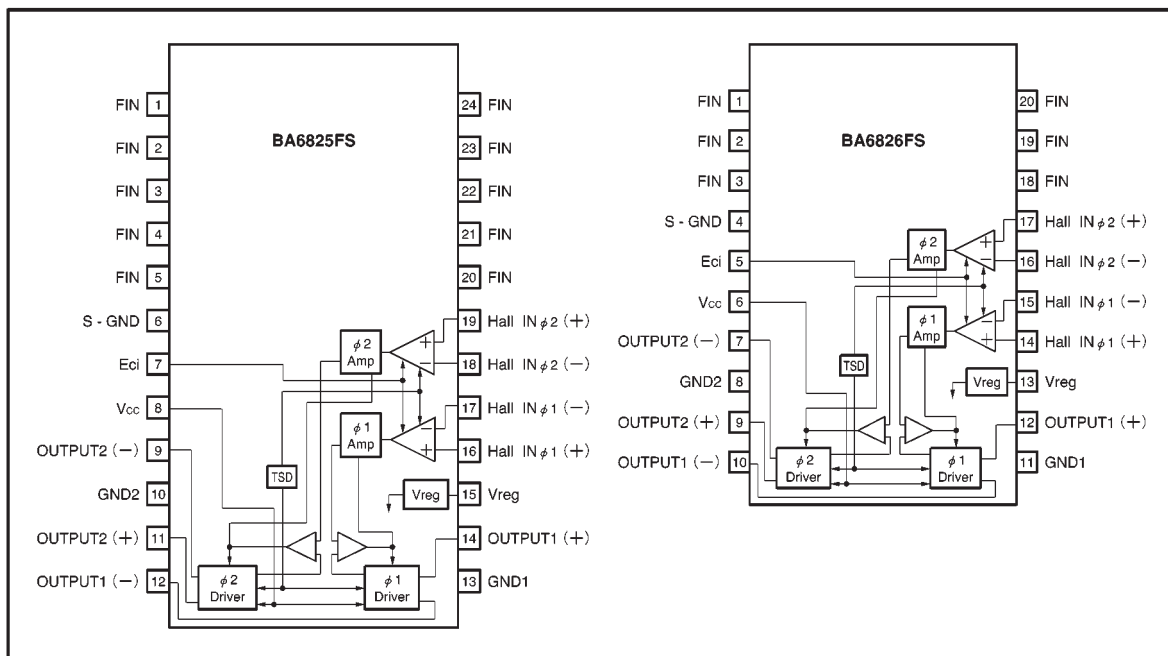 BA6825FS
FIN 1
FIN 2
FIN 3
FIN 4
FIN 5
S - GND 6
Eci 7
Vcc 8
OUTPUT2 (−) 9
GND2 10
OUTPUT2 (+) 11
OUTPUT1 (−) 12
24 FIN
23 FIN
22 FIN
21 FIN
20 FIN
19 Hall IN φ2 (+)
18 Hall IN φ2 (−)
17 Hall IN φ1 (−)
16 Hall IN φ1 (+)
15 Vreg
14 OUTPUT1 (+)
13 GND1
φ2
Amp
+
−
φ1
Amp
−
+
TSD
Vreg
φ2
Driver
φ1
Driver
BA6826FS
FIN 1
FIN 2
FIN 3
S - GND 4
Eci 5
Vcc 6
OUTPUT2 (−) 7
GND2 8
OUTPUT2 (+) 9
OUTPUT1 (−) 10
20 FIN
19 FIN
18 FIN
17 Hall IN φ2 (+)
16 Hall IN φ2 (−)
15 Hall IN φ1 (−)
14 Hall IN φ1 (+)
13 Vreg
12 OUTPUT1 (+)
11 GND1
φ2
Amp
+
−
φ1
Amp
−
+
TSD
Vreg
φ2
Driver
φ1
Driver